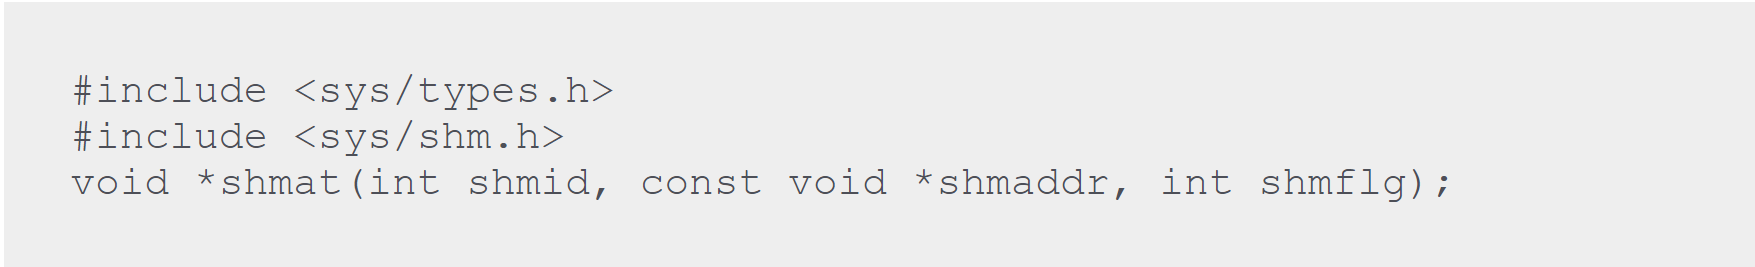 #include <sys/types.h>
#include <sys/shm.h>
void *shmat(int shmid, const void *shmaddr, int shmflg);